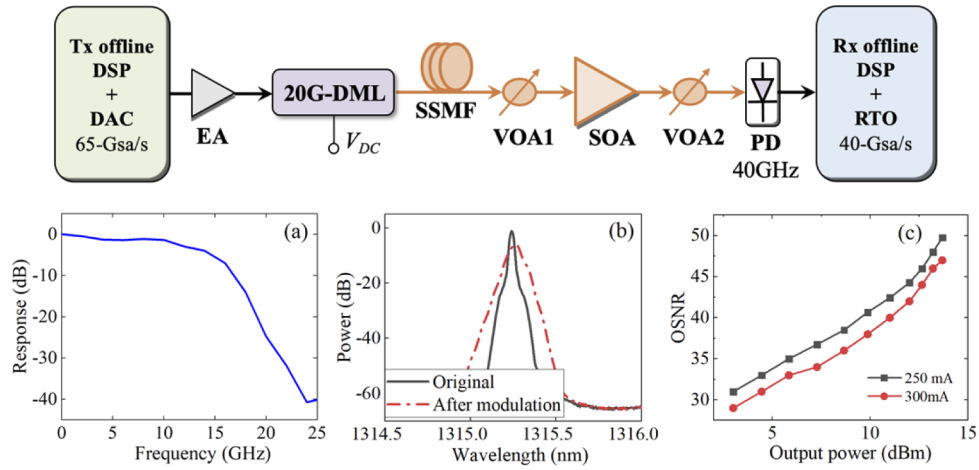 Tx offline
DSP
+
DAC
65-Gsa/s
EA
20G-DML
V_DC
SSMF
VOA1
SOA
VOA2
PD
40GHz
Rx offline
DSP
+
RTO
40-Gsa/s
(a)
0
-10
-20
-30
-40
Response (dB)
0 5 10 15 20 25
Frequency (GHz)
(b)
0
-20
-40
-60
Power (dB)
Original
After modulation
1314.5 1315.0 1315.5 1316.0
Wavelength (nm)
(c)
50
45
40
35
30
OSNR
250 mA
300mA
5 10 15
Output power (dBm)